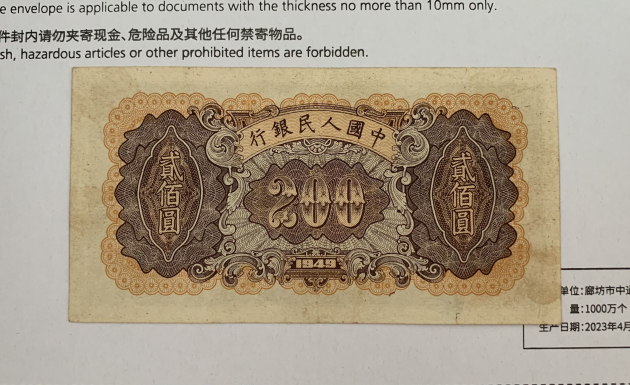 e envelope is applicable to documents with the thickness no more than 10mm only.
件封内请勿夹寄现金、危险品及其他任何禁寄物品。
sh, hazardous articles or other prohibited items are forbidden.
行銀民人國中
貳佰圓
200
貳佰圓
1949
单位:廊坊市中
量:1000万个
生产日期:2023年4月